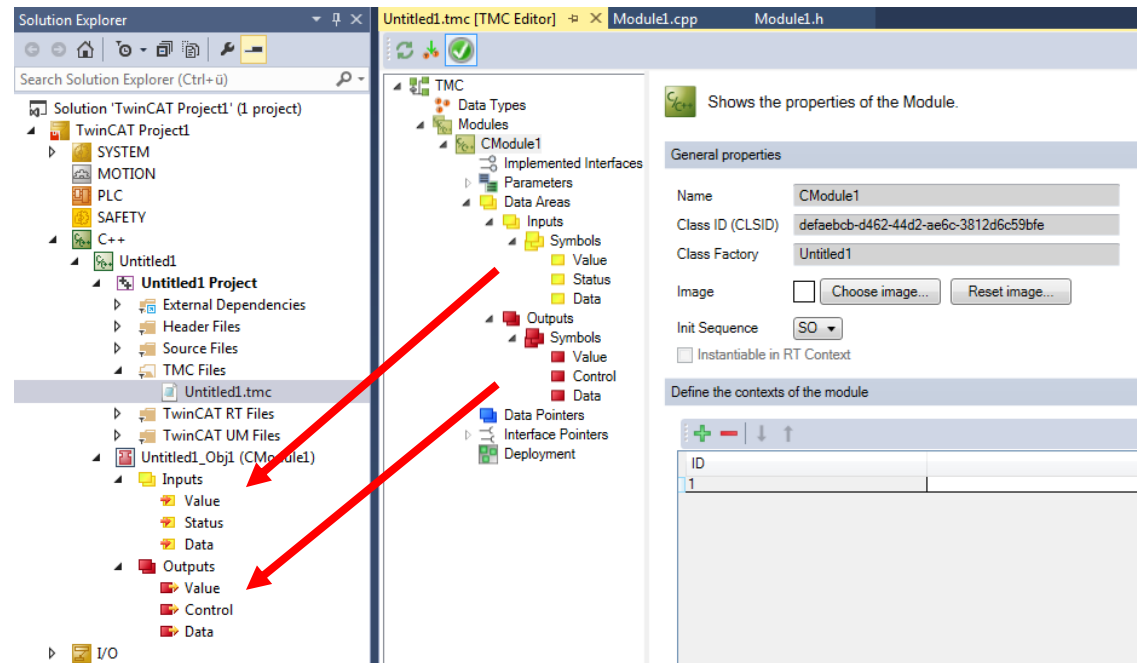 Solution Explorer
Search Solution Explorer (Ctrl+ü)
Solution 'TwinCAT Project1' (1 project)
TwinCAT Project1
SYSTEM
MOTION
PLC
SAFETY
C++
Untitled1
Untitled1 Project
External Dependencies
Header Files
Source Files
TMC Files
Untitled1.tmc
TwinCAT RT Files
TwinCAT UM Files
Untitled1_Obj1 (CModule1)
Inputs
Value
Status
Data
Outputs
Value
Control
Data
I/O
Untitled1.tmc [TMC Editor] Module1.cpp Module1.h
TMC
Data Types
Modules
CModule1
Implemented Interfaces
Parameters
Data Areas
Inputs
Symbols
Value
Status
Data
Outputs
Symbols
Value
Control
Data
Data Pointers
Interface Pointers
Deployment
C/C++ Shows the properties of the Module.
General properties
Name CModule1
Class ID (CLSID) defaebcb-d462-44d2-ae6c-3812d6c59bfe
Class Factory Untitled1
Image Choose image... Reset image...
Init Sequence SO
Instantiable in RT Context
Define the contexts of the module
ID
1